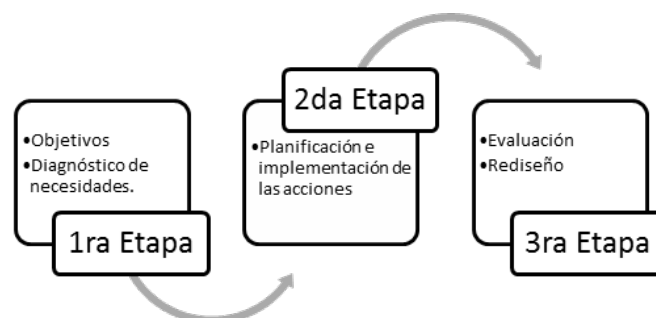 •Objetivos
•Diagnóstico de
necesidades.
1ra Etapa
2da Etapa
•Planificación e
implementación de
las acciones
•Evaluación
•Rediseño
3ra Etapa